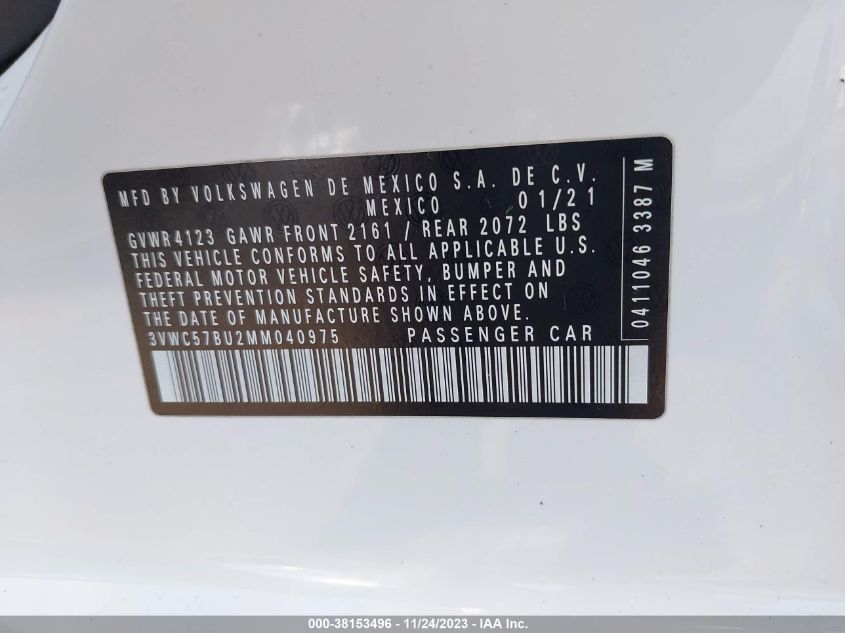 MFD BY VOLKSWAGEN DE MEXICO S.A. DE C.V.
MEXICO 01/21
GVWR 4123 GAWR FRONT 2161 / REAR 2072 LBS
THIS VEHICLE CONFORMS TO ALL APPLICABLE U.S.
FEDERAL MOTOR VEHICLE SAFETY, BUMPER AND
THEFT PREVENTION STANDARDS IN EFFECT ON
THE DATE OF MANUFACTURE SHOWN ABOVE.
3VWC57BU2MM040975 PASSENGER CAR
0411046 3387 M
000-38153496 - 11/24/2023 - IAA Inc.